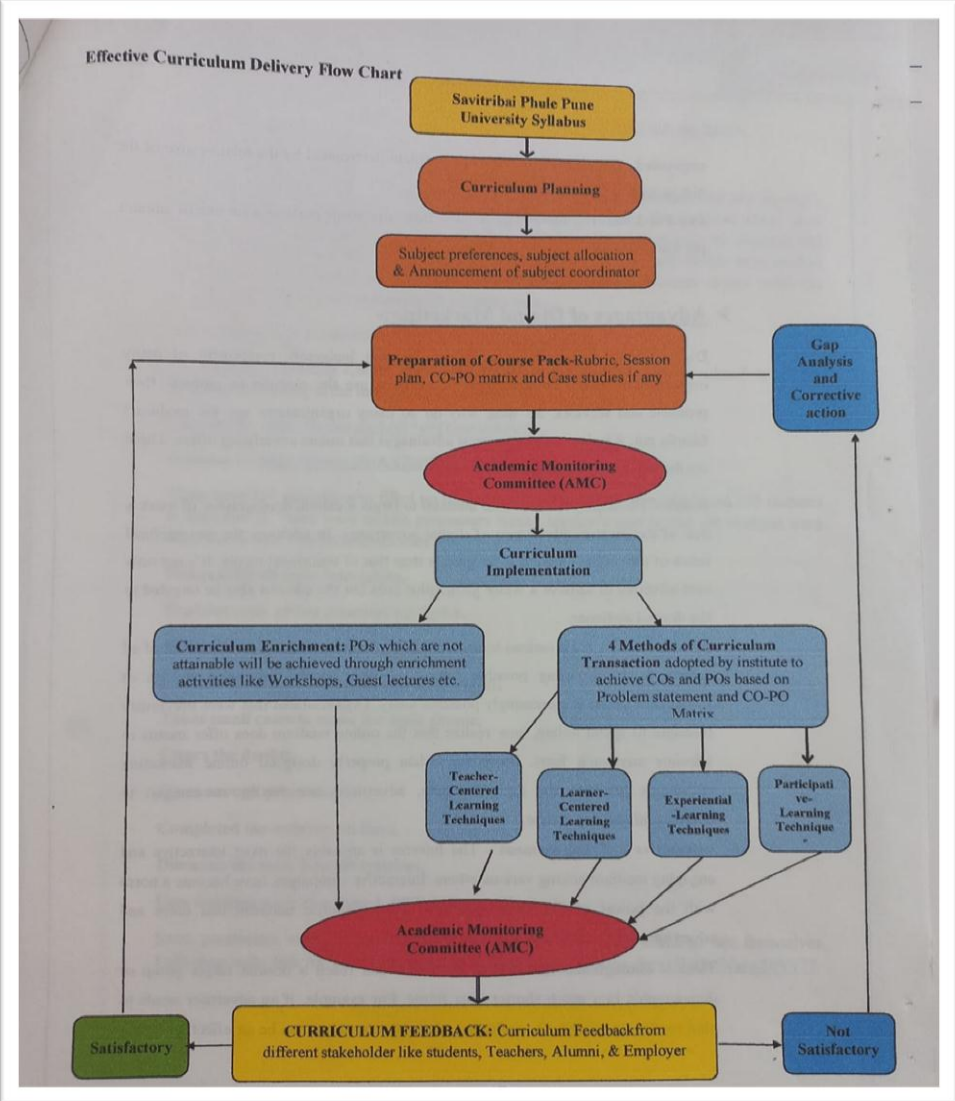 Effective Curriculum Delivery Flow Chart
Savitribai Phule Pune
University Syllabus
Curriculum Planning
Subject preferences, subject allocation
& Announcement of subject coordinator
Preparation of Course Pack-Rubric, Session
plan, CO-PO matrix and Case studies if any
Gap
Analysis
and
Corrective
action
Academic Monitoring
Committee (AMC)
Curriculum
Implementation
Curriculum Enrichment: POs which are not
attainable will be achieved through enrichment
activities like Workshops, Guest lectures etc.
4 Methods of Curriculum
Transaction adopted by institute to
achieve COs and POs based on
Problem statement and CO-PO
Matrix
Teacher-
Centered
Learning
Techniques
Learner-
Centered
Learning
Techniques
Experiential
-Learning
Techniques
Participati
ve-
Learning
Technique
Academic Monitoring
Committee (AMC)
Satisfactory
CURRICULUM FEEDBACK: Curriculum Feedbackfrom
different stakeholder like students, Teachers, Alumni, & Employer
Not
Satisfactory